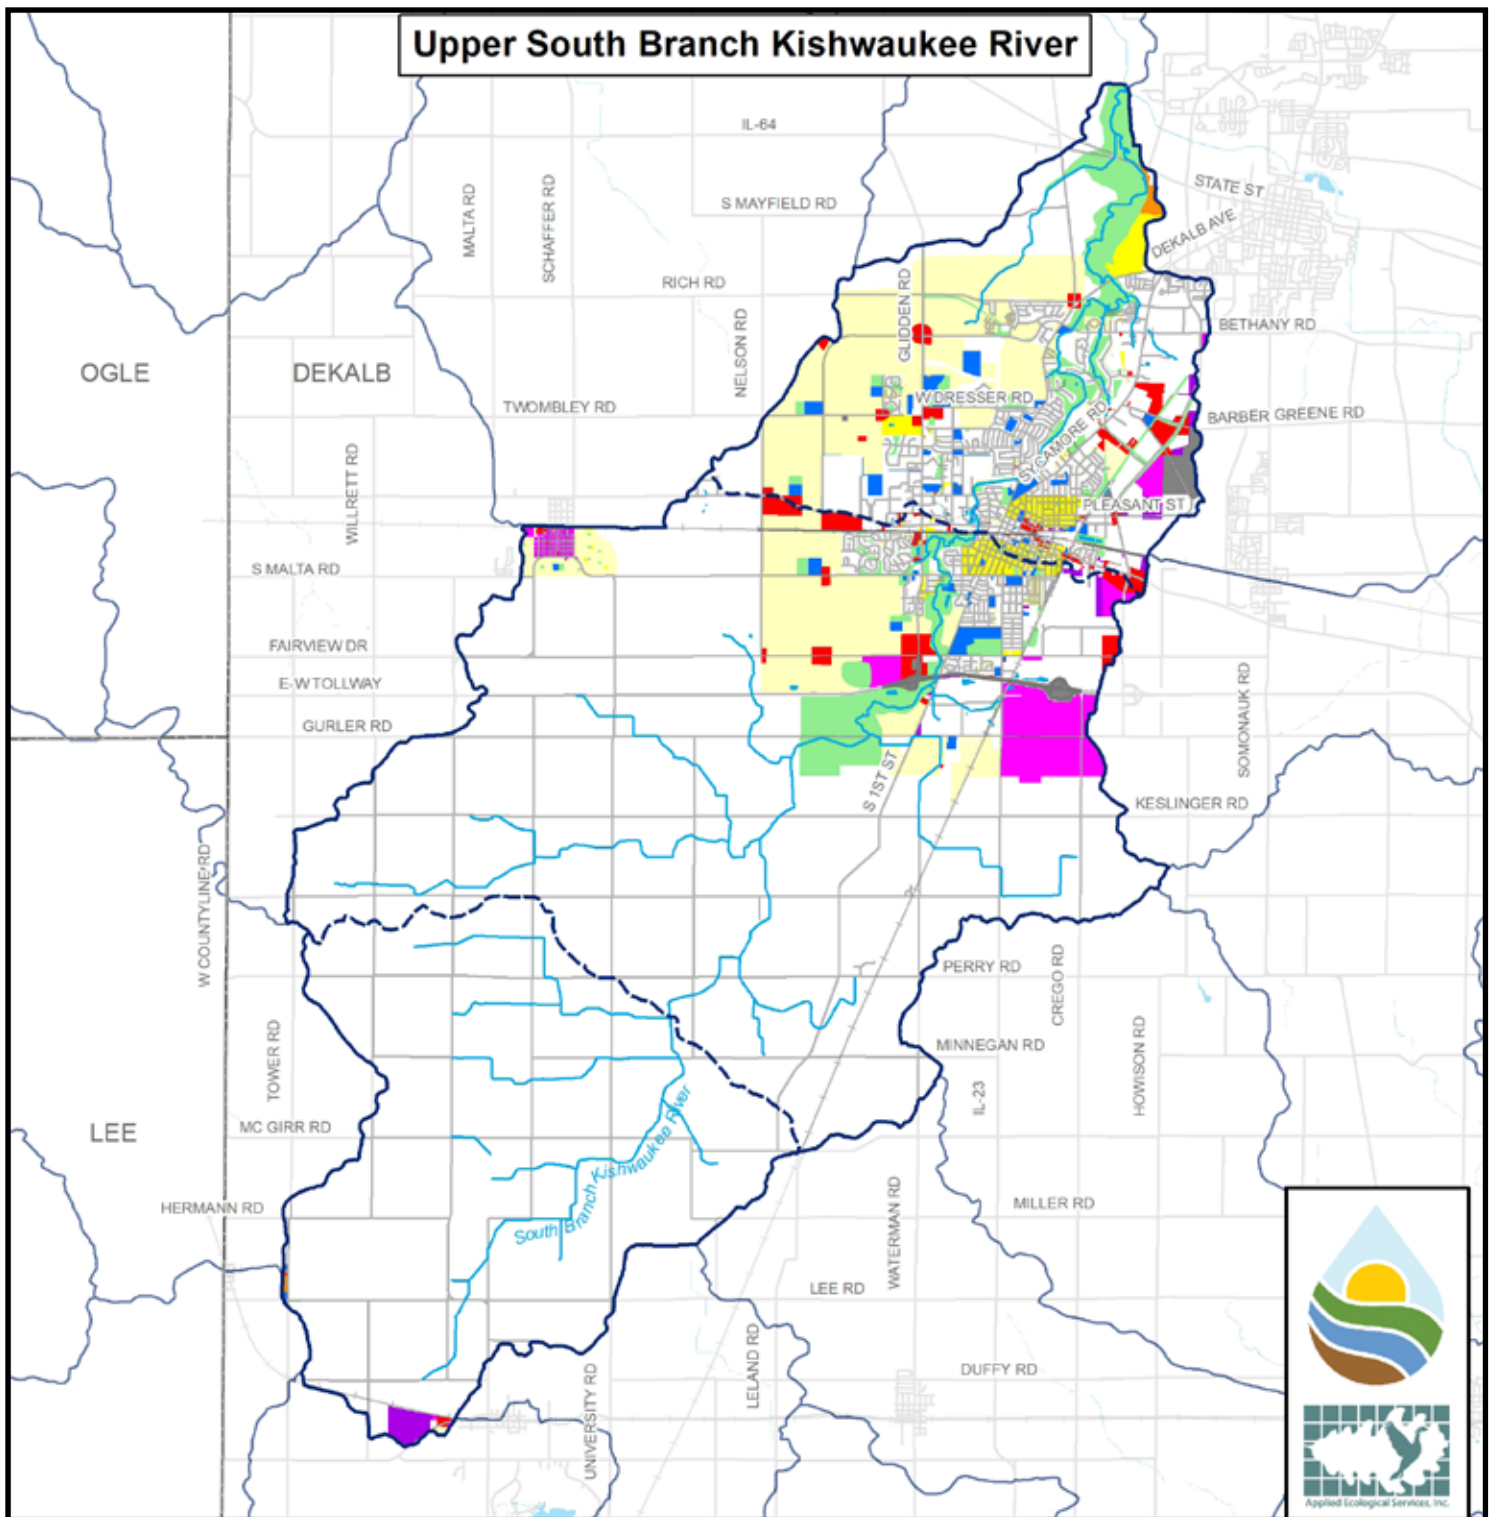 Upper South Branch Kishwaukee River
IL-64
STATE ST
MALTA RD
SCHAFFER RD
S MAYFIELD RD
DEKALB AVE
RICH RD
GLIDDEN RD
NELSON RD
BETHANY RD
OGLE
DEKALB
TWOMBLEY RD
W DRESSER RD
BARBER GREENE RD
SYCAMORE RD
WILLRETT RD
PLEASANT ST
S MALTA RD
FAIRVIEW DR
E-W TOLLWAY
SOMONAUK RD
GURLER RD
S 1ST ST
KESLINGER RD
W COUNTYLINE RD
PERRY RD
CREGO RD
TOWER RD
MINNEGAN RD
HOWISON RD
IL-23
LEE
MC GIRR RD
South Branch Kishwaukee River
HERMANN RD
WATERMAN RD
MILLER RD
LEE RD
LELAND RD
UNIVERSITY RD
DUFFY RD
Applied Ecological Services, Inc.